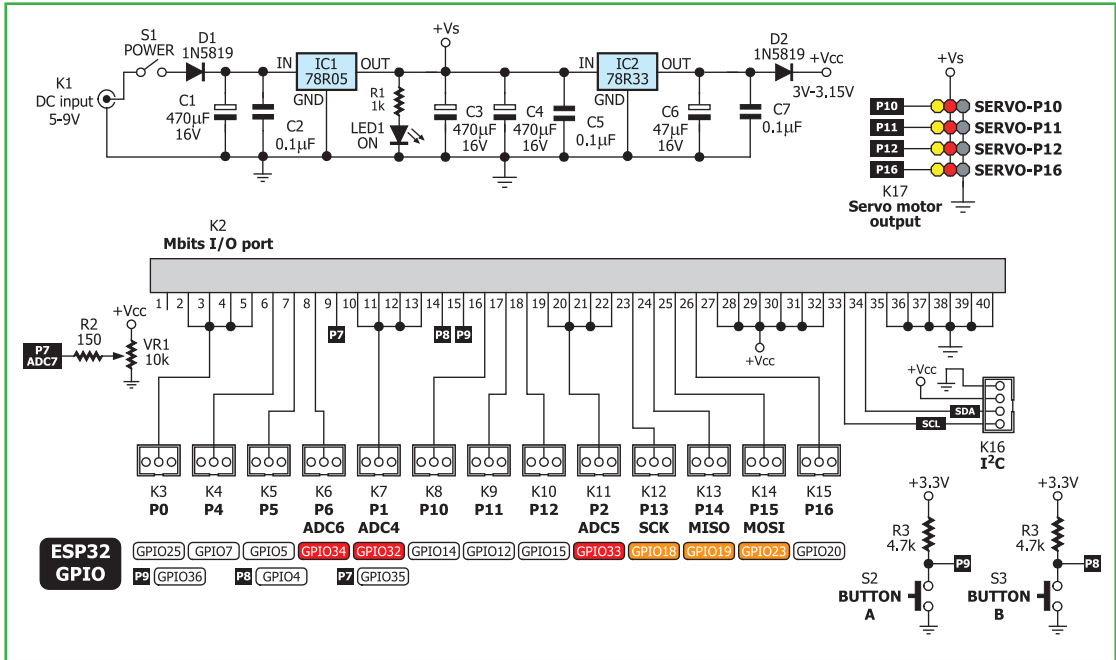 S1
POWER
D1
1N5819
K1
DC input
5-9V
C1
470µF
16V
C2
0.1µF
IN
IC1
78R05
OUT
GND
R1
1k
LED1
ON
+Vs
C3
470µF
16V
C4
470µF
16V
C5
0.1µF
IN
IC2
78R33
OUT
GND
C6
47µF
16V
C7
0.1µF
D2
1N5819
+Vcc
3V-3.15V
+Vs
P10 SERVO-P10
P11 SERVO-P11
P12 SERVO-P12
P16 SERVO-P16
K17
Servo motor
output
K2
Mbits I/O port
1 2 3 4 5 6 7 8 9 10 11 12 13 14 15 16 17 18 19 20 21 22 23 24 25 26 27 28 29 30 31 32 33 34 35 36 37 38 39 40
P7 P8 P9
+Vcc
P7
ADC7
R2
150
+Vcc
VR1
10k
+Vcc
SDA
SCL
K16
I²C
K3 K4 K5 K6 K7 K8 K9 K10 K11 K12 K13 K14 K15
P0 P4 P5 P6 P1 P10 P11 P12 P2 P13 P14 P15 P16
ADC6 ADC4 ADC5 SCK MISO MOSI
ESP32
GPIO
GPIO25 GPIO7 GPIO5 GPIO34 GPIO32 GPIO14 GPIO12 GPIO15 GPIO33 GPIO18 GPIO19 GPIO23 GPIO20
P9 GPIO36 P8 GPIO4 P7 GPIO35
+3.3V
R3
4.7k
P9
S2
BUTTON
A
+3.3V
R3
4.7k
P8
S3
BUTTON
B